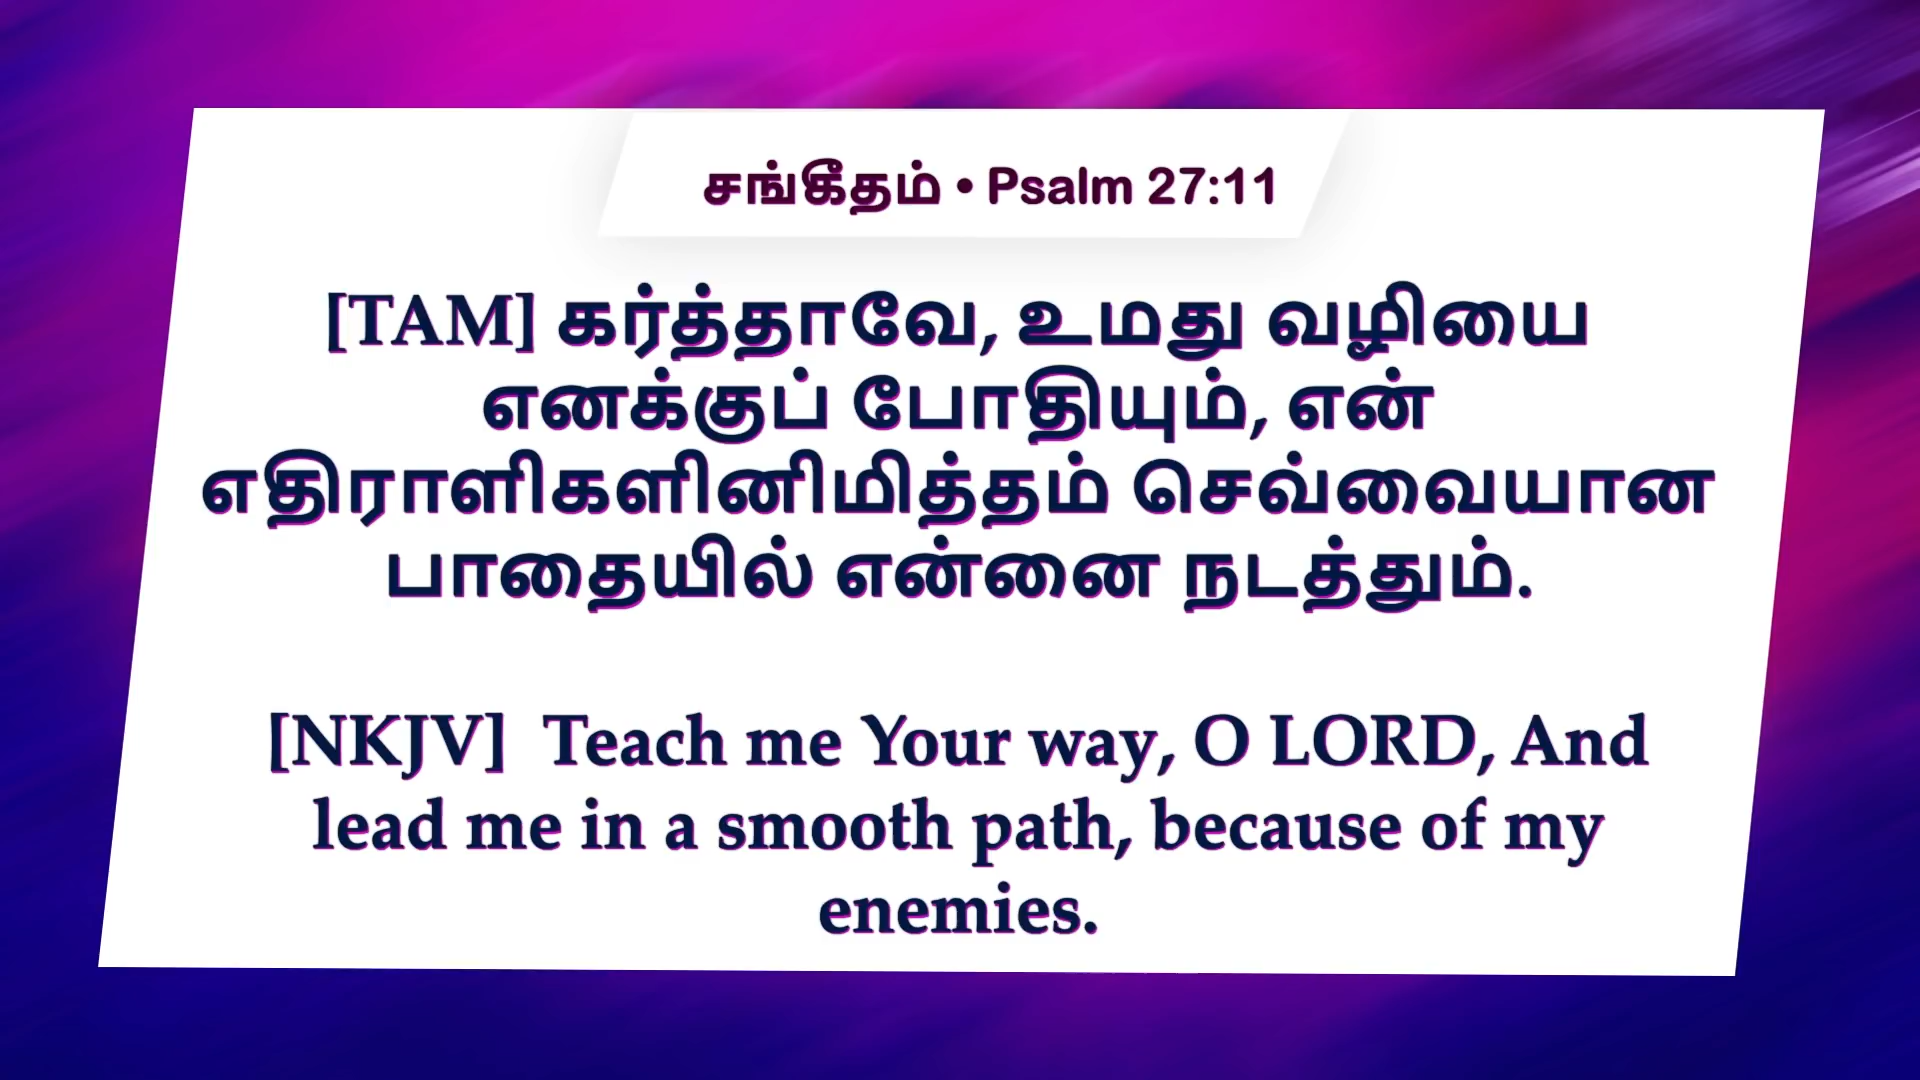 சங்கீதம் • Psalm 27:11
[TAM] கர்த்தாவே, உமது வழியை
எனக்குப் போதியும், என்
எதிராளிகளினிமித்தம் செவ்வையான
பாதையில் என்னை நடத்தும்.
[NKJV]  Teach me Your way, O LORD, And
lead me in a smooth path, because of my
enemies.